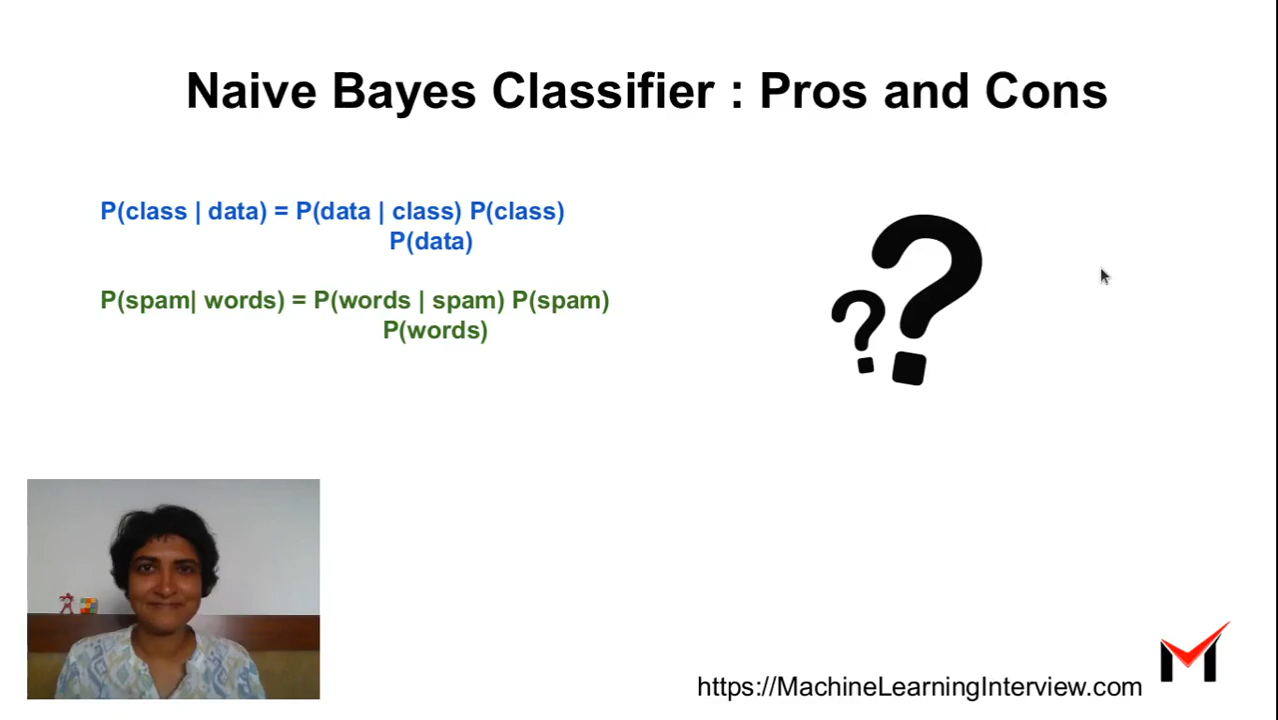 Naive Bayes Classifier : Pros and Cons
P(class | data) = P(data | class) P(class)
P(data)
P(spam| words) = P(words | spam) P(spam)
P(words)
??
https://MachineLearningInterview.com